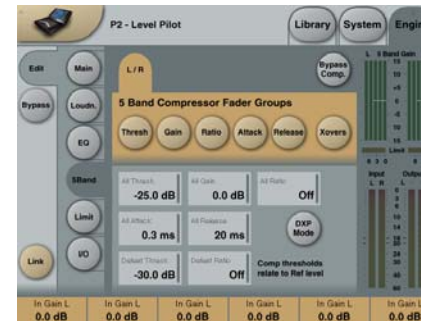 P2 - Level Pilot
Library
System
Engin
Edit
Main
L / R
Bypass Comp.
L 5 Band Gain
Bypass
Loudn.
5 Band Compressor Fader Groups
EQ
Thresh
Gain
Ratio
Attack
Release
Xovers
Limit
5Band
All Thresh:
-25.0 dB
All Gain:
0.0 dB
All Ratio:
Off
Input
Outpu
L R
L
Limit
All Attack:
0.3 ms
All Release:
20 ms
DXP Mode
Link
I/O
Defeat Thresh:
-30.0 dB
Defeat Ratio:
Off
Comp thresholds
relate to Ref level
In Gain L
In Gain L
In Gain L
In Gain L
In Gain L
In Gain L
0.0 dB
0.0 dB
0.0 dB
0.0 dB
0.0 dB
0.0 dB